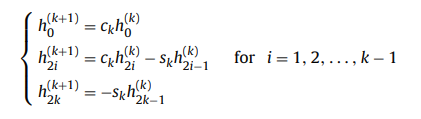 h_0^{(k+1)} = c_k h_0^{(k)}
h_{2i}^{(k+1)} = c_k h_{2i}^{(k)} − s_k h_{2i−1}^{(k)} for i = 1, 2, . . . , k − 1
h_{2k}^{(k+1)} = −s_k h_{2k−1}^{(k)}